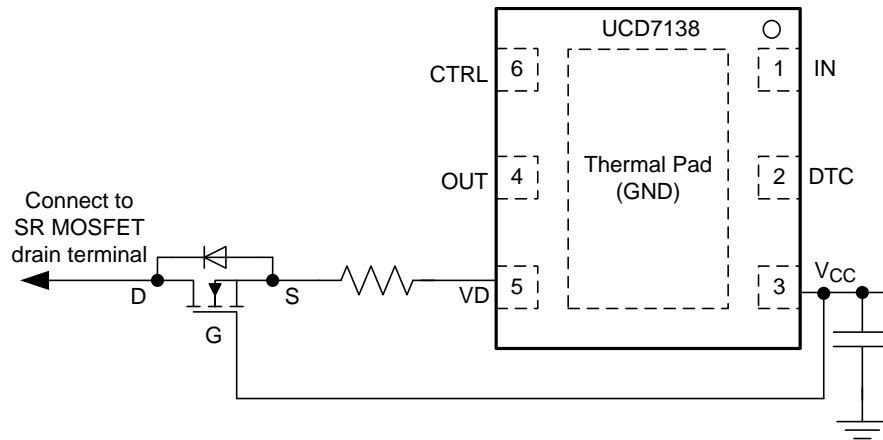 UCD7138
CTRL
6
1
IN
OUT
4
Thermal Pad
(GND)
2
DTC
Connect to
SR MOSFET
drain terminal
D
S
G
VD
5
3
VCC